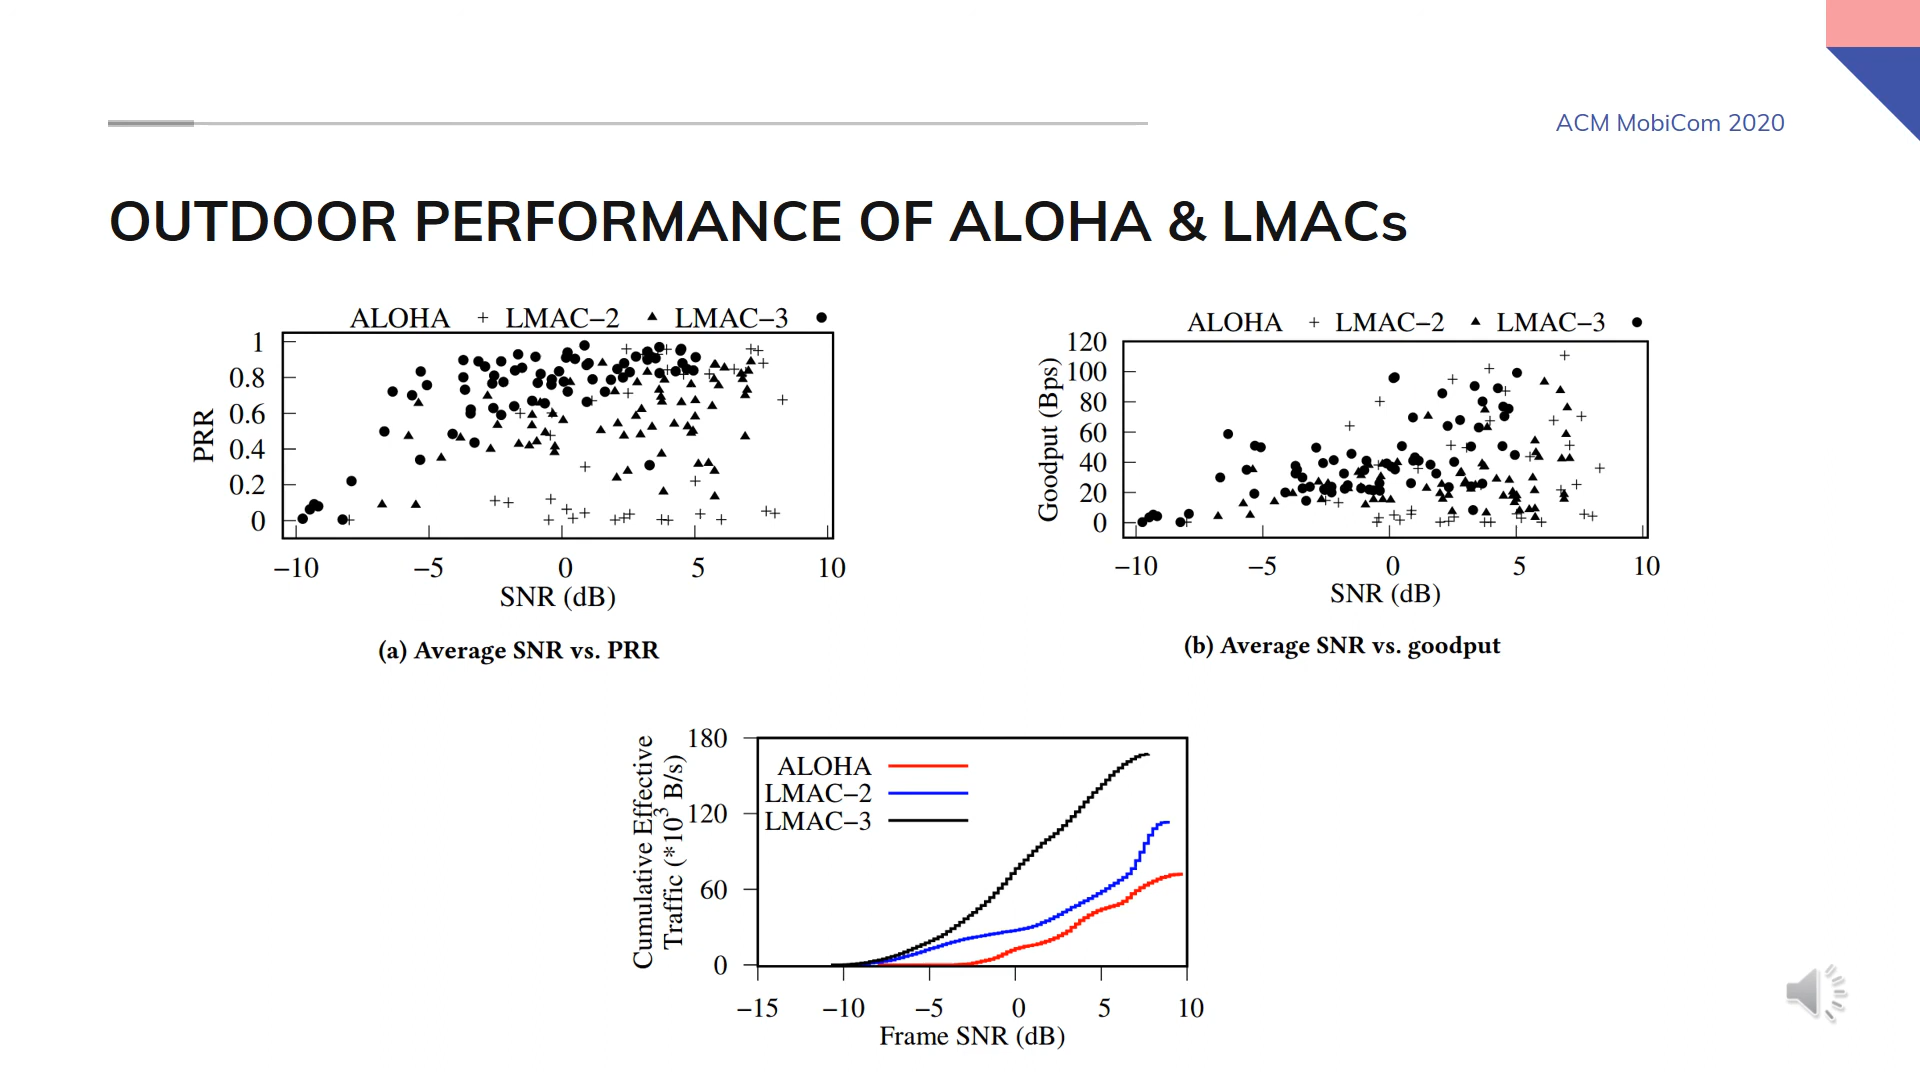 ACM MobiCom 2020
OUTDOOR PERFORMANCE OF ALOHA & LMACs
ALOHA + LMAC−2 ▲ LMAC−3 ●
1
0.8
0.6
0.4
0.2
0
PRR
−10 −5 0 5 10
SNR (dB)
(a) Average SNR vs. PRR
ALOHA + LMAC−2 ▲ LMAC−3 ●
120
100
80
60
40
20
0
Goodput (Bps)
−10 −5 0 5 10
SNR (dB)
(b) Average SNR vs. goodput
Cumulative Effective
Traffic (*10³ B/s)
180
120
60
0
ALOHA
LMAC−2
LMAC−3
−15 −10 −5 0 5 10
Frame SNR (dB)